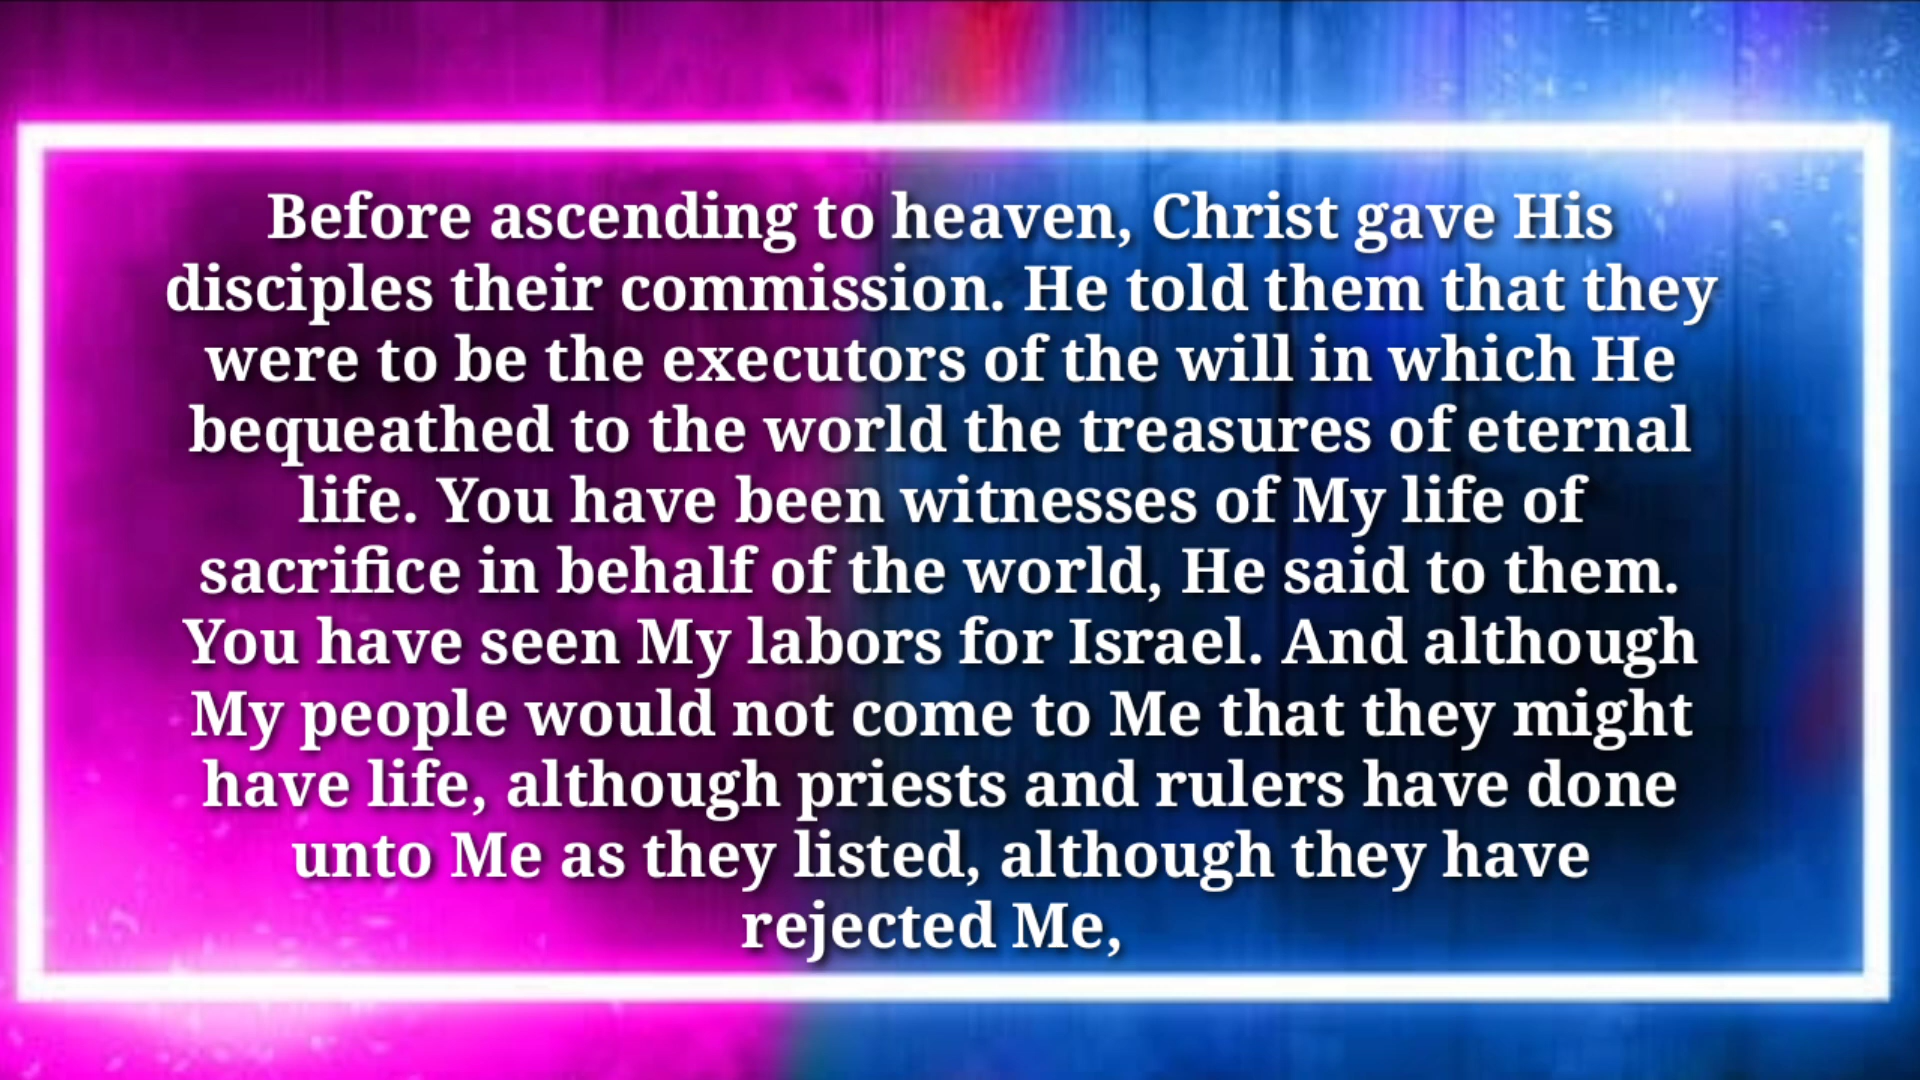 Before ascending to heaven, Christ gave His
disciples their commission. He told them that they
were to be the executors of the will in which He
bequeathed to the world the treasures of eternal
life. You have been witnesses of My life of
sacrifice in behalf of the world, He said to them.
You have seen My labors for Israel. And although
My people would not come to Me that they might
have life, although priests and rulers have done
unto Me as they listed, although they have
rejected Me,